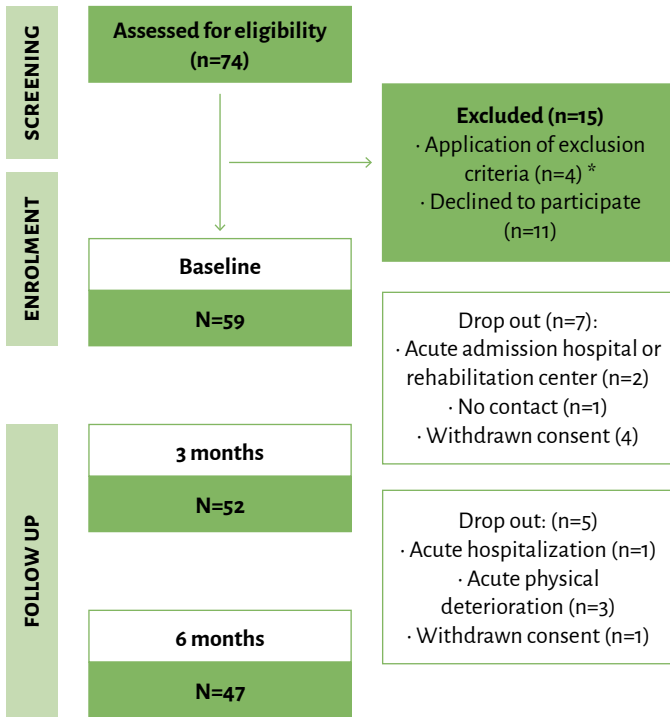 SCREENING
Assessed for eligibility
(n=74)
Excluded (n=15)
· Application of exclusion
criteria (n=4) *
· Declined to participate
(n=11)
ENROLMENT
Baseline
N=59
Drop out (n=7):
· Acute admission hospital or
rehabilitation center (n=2)
· No contact (n=1)
· Withdrawn consent (4)
FOLLOW UP
3 months
N=52
Drop out: (n=5)
· Acute hospitalization (n=1)
· Acute physical
deterioration (n=3)
· Withdrawn consent (n=1)
6 months
N=47